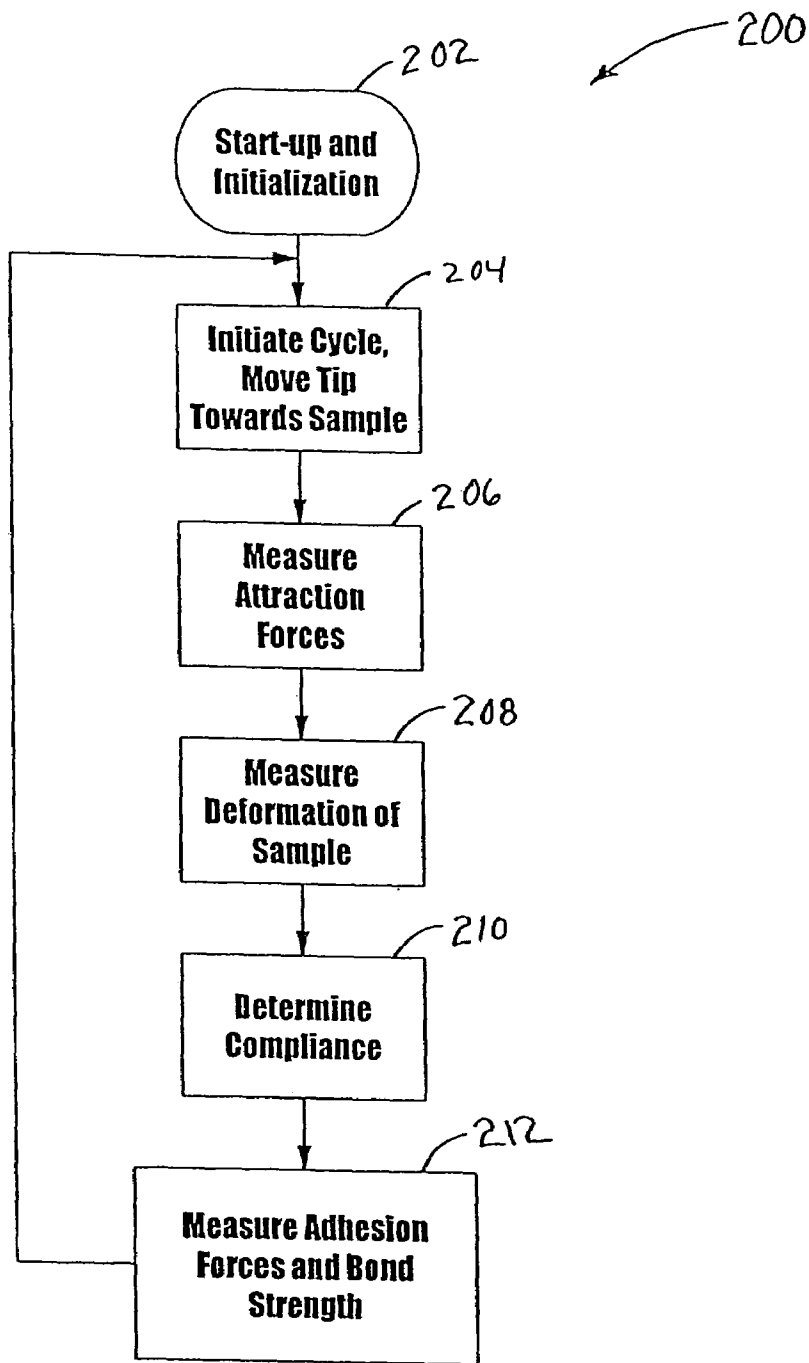 200
202
Start-up and
Initialization
204
Initiate Cycle,
Move Tip
Towards Sample
206
Measure
Attraction
Forces
208
Measure
Deformation of
Sample
210
Determine
Compliance
212
Measure Adhesion
Forces and Bond
Strength